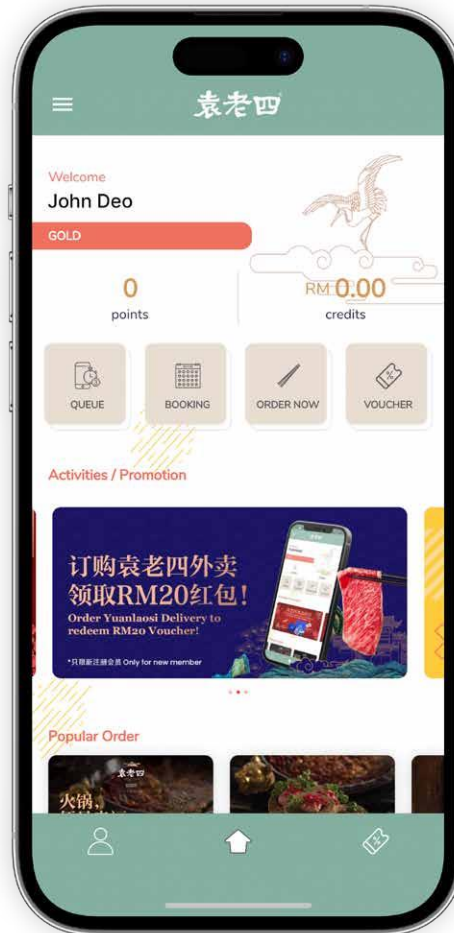 袁老四
Welcome
John Deo
GOLD
0
points
RM 0.00
credits
QUEUE
BOOKING
ORDER NOW
VOUCHER
Activities / Promotion
订购袁老四外卖
领取RM20红包!
Order Yuanlaosi Delivery to
redeem RM20 Voucher!
*只限新注册会员 Only for new member
Popular Order
袁老四
火锅,